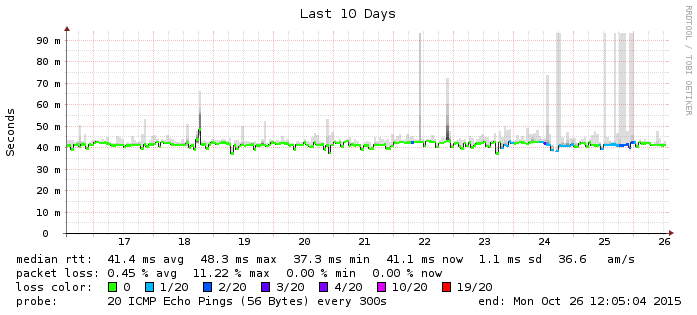 Last 10 Days
RRDTOOL / TOBI OETIKER
Seconds
90 m
80 m
70 m
60 m
50 m
40 m
30 m
20 m
10 m
0
17 18 19 20 21 22 23 24 25 26
median rtt: 41.4 ms avg 48.3 ms max 37.3 ms min 41.1 ms now 1.1 ms sd 36.6 am/s
packet loss: 0.45 % avg 11.22 % max 0.00 % min 0.00 % now
loss color: 0 1/20 2/20 3/20 4/20 10/20 19/20
probe: 20 ICMP Echo Pings (56 Bytes) every 300s end: Mon Oct 26 12:05:04 2015